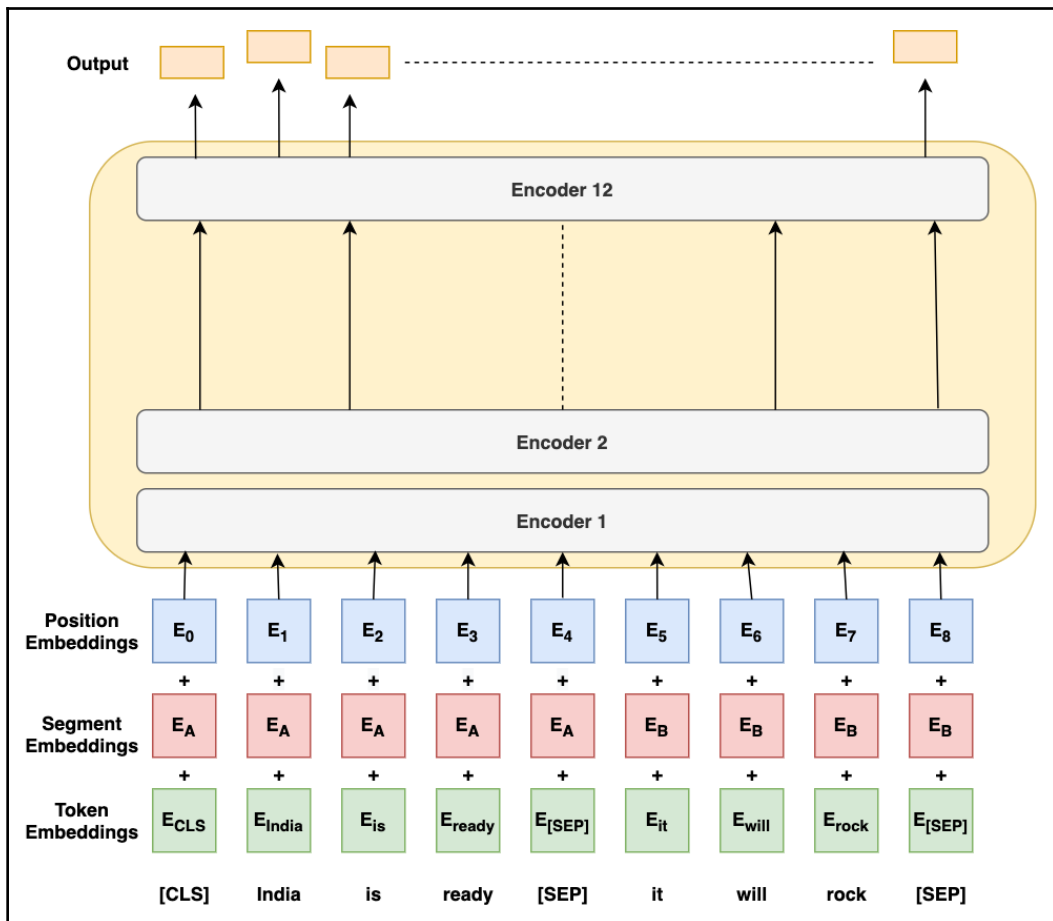 Output
Encoder 12
Encoder 2
Encoder 1
Position
Embeddings
E0 E1 E2 E3 E4 E5 E6 E7 E8
+ + + + + + + + +
Segment
Embeddings
EA EA EA EA EA EB EB EB EB
+ + + + + + + + +
Token
Embeddings
ECLS EIndia Eis Eready E[SEP] Eit Ewill Erock E[SEP]
[CLS] India is ready [SEP] it will rock [SEP]